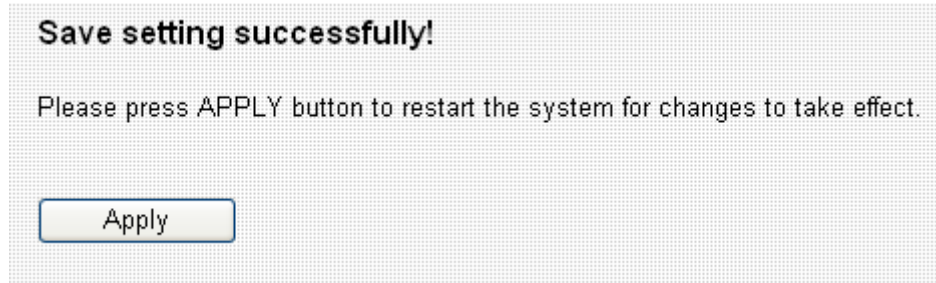 Save setting successfully!
Please press APPLY button to restart the system for changes to take effect.
Apply